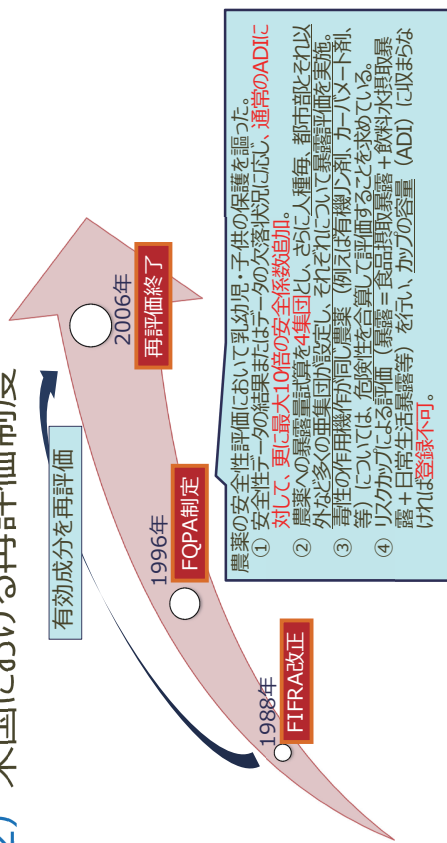 2) 米国における再評価制度
有効成分を再評価
1988年
FIFRA改正
1996年
FQPA制定
2006年
再評価終了
農薬の安全性評価において乳幼児・子供の保護を謳った。
① 安全性データの結果またはデータの欠落状況に応じ、通常のADIに
対して、更に最大10倍の安全係数追加。
② 農薬への暴露量試算を4集団とし、さらに人種毎、都市部とそれ以
外など多くの亜集団が設定し、それぞれについて暴露評価を実施。
③ 毒性の作用機作が同じ農薬（例えば有機リン剤、カーバメート剤、
等）については、危険性を合算して評価することを求めている。
④ リスクカップによる評価（暴露＝食品摂取暴露＋飲料水摂取暴
露＋日常生活暴露等）を行い、カップの容量（ADI）に収まらな
ければ登録不可。